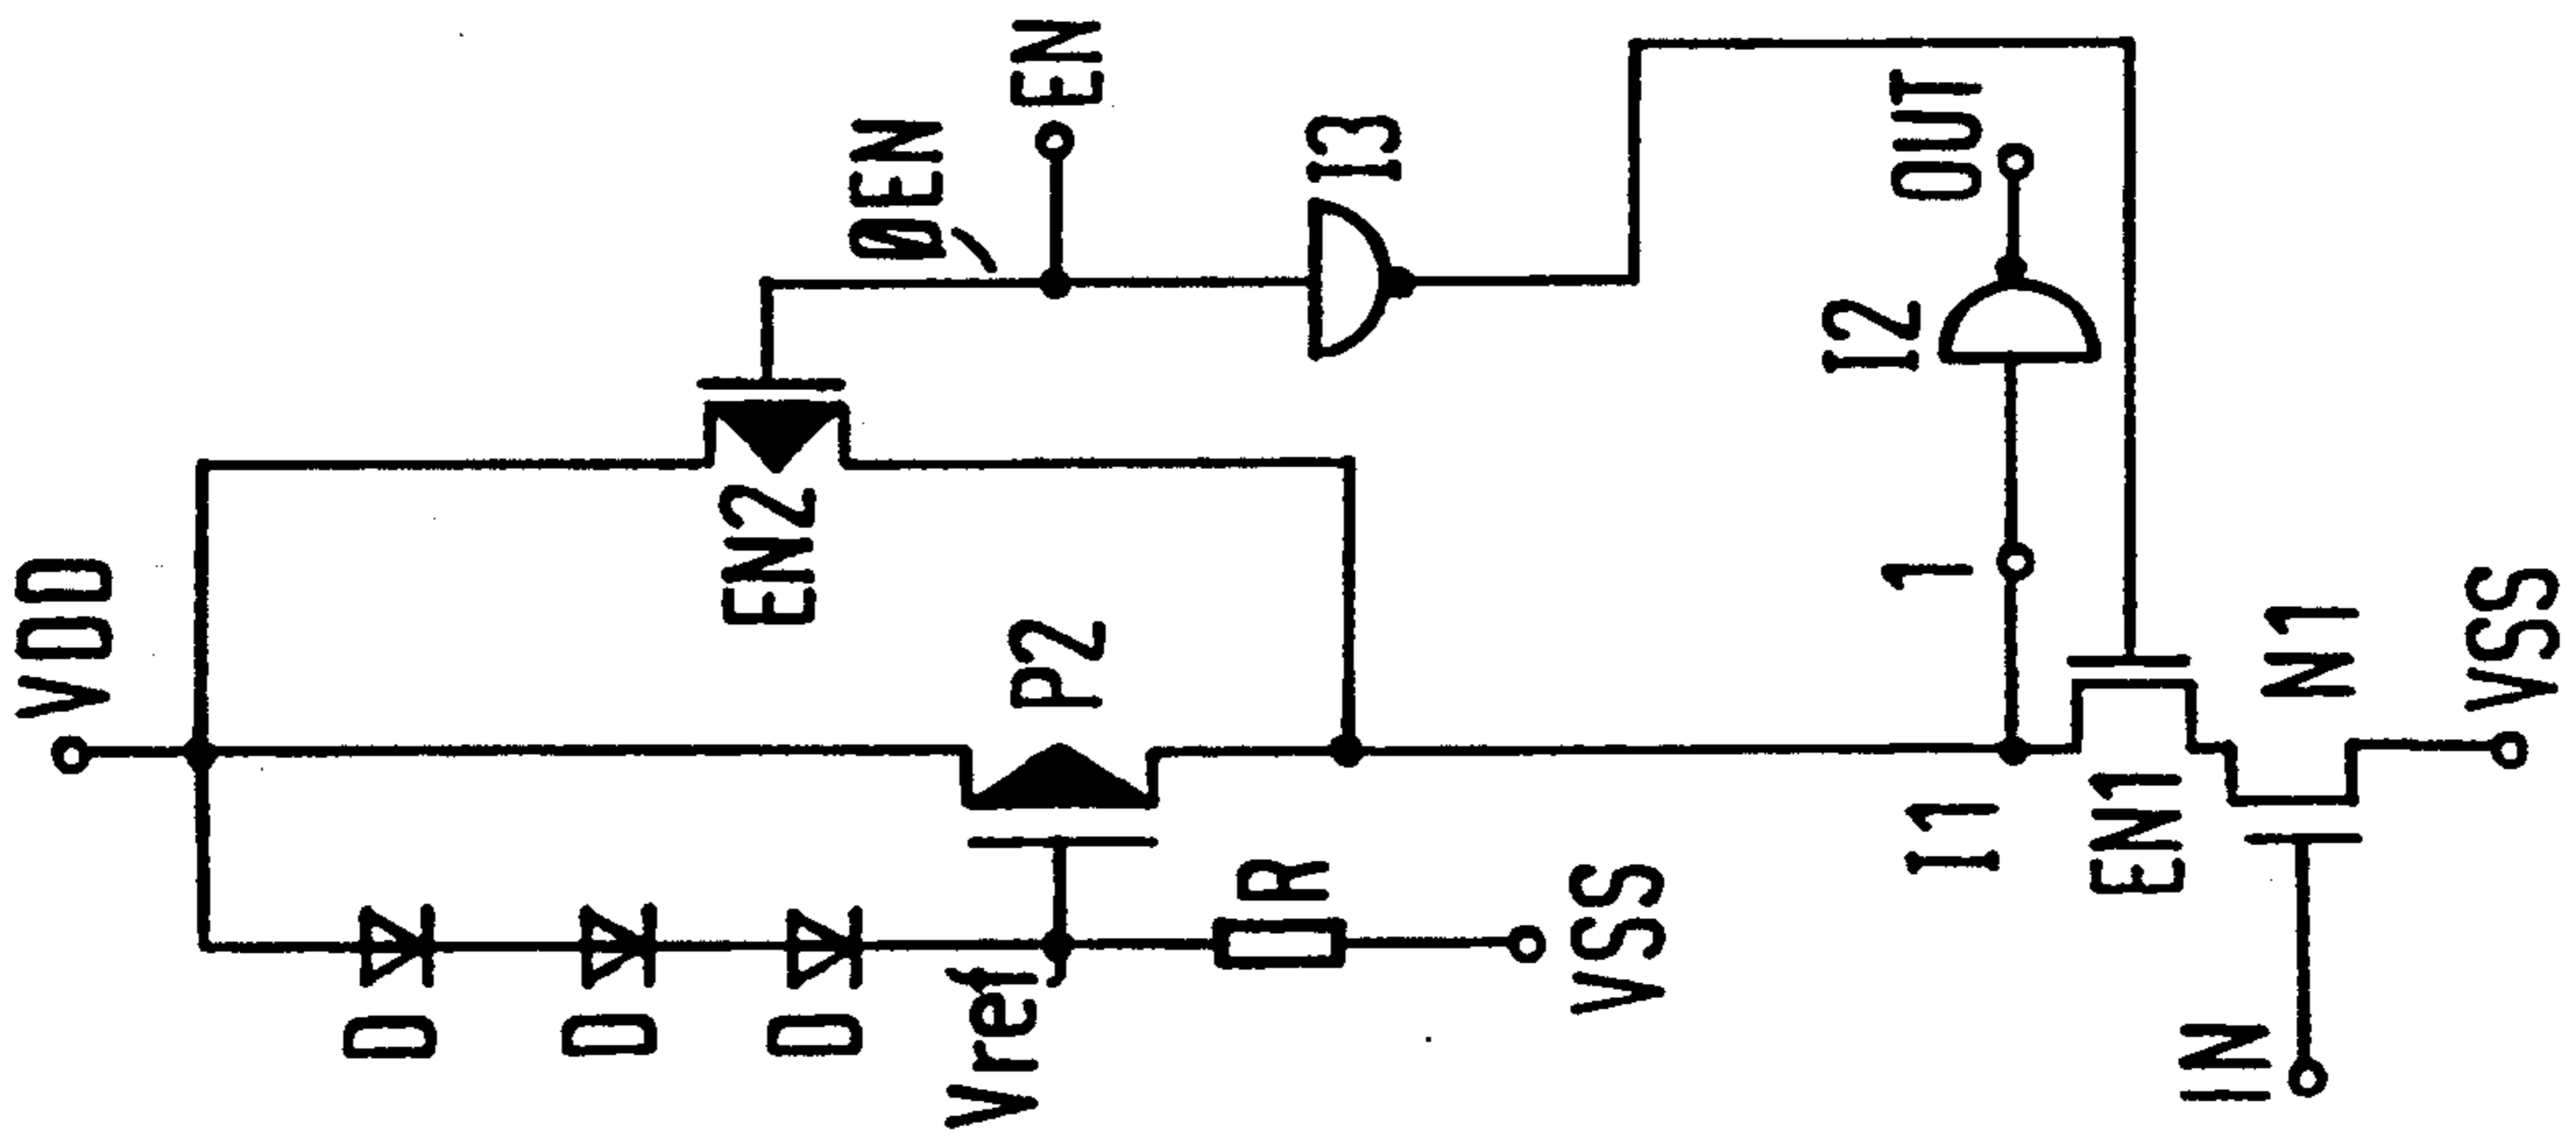 VDD
D
D
D
EN2
ØEN
Vref
P2
EN
R
I3
VSS
I2
OUT
1
I1
EN1
IN
N1
VSS